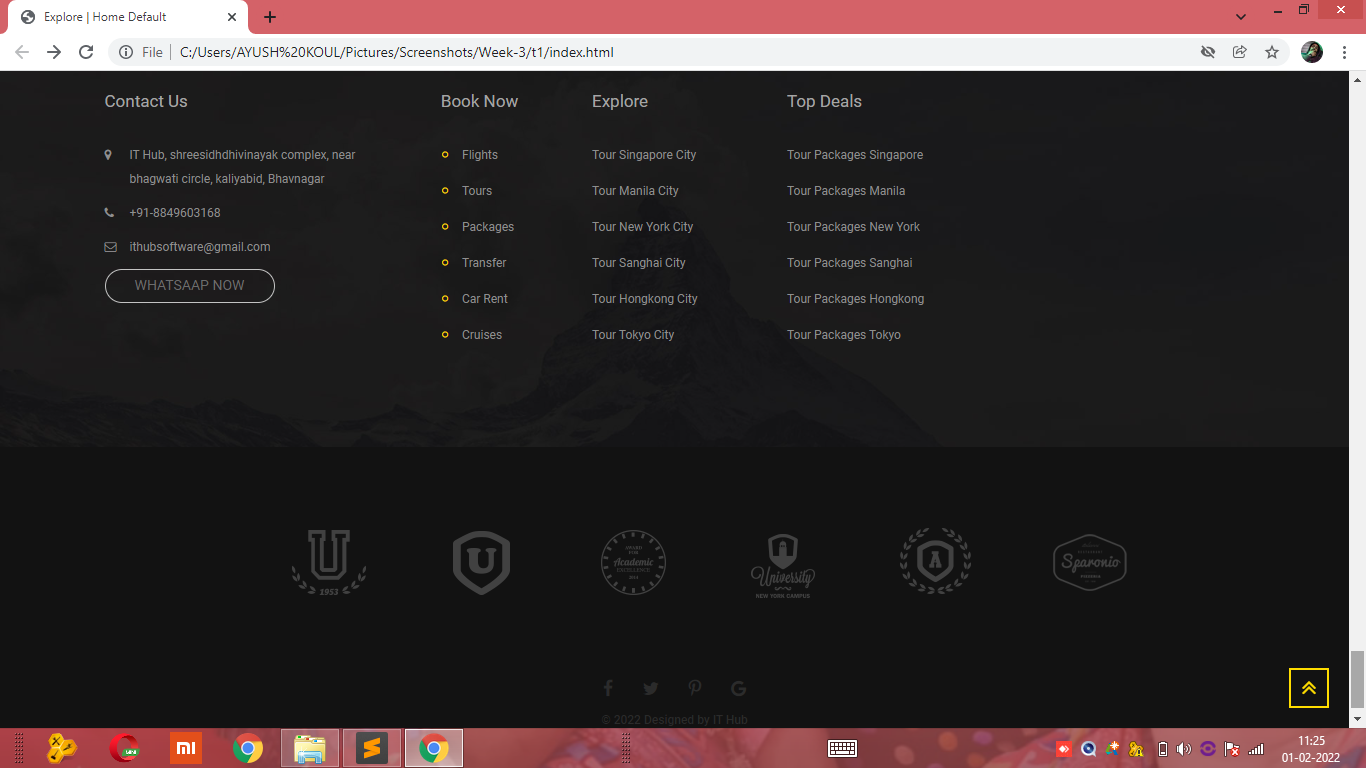 Explore | Home Default
File
C:/Users/AYUSH%20KOUL/Pictures/Screenshots/Week-3/t1/index.html
Contact Us
IT Hub, shreesidhdhivinayak complex, near
bhagwati circle, kaliyabid, Bhavnagar
+91-8849603168
ithubsoftware@gmail.com
WHATSAAP NOW
Book Now
Flights
Tours
Packages
Transfer
Car Rent
Cruises
Explore
Tour Singapore City
Tour Manila City
Tour New York City
Tour Sanghai City
Tour Hongkong City
Tour Tokyo City
Top Deals
Tour Packages Singapore
Tour Packages Manila
Tour Packages New York
Tour Packages Sanghai
Tour Packages Hongkong
Tour Packages Tokyo
U
1953
U
Academic
EXCELLENCE
University
NEW YORK CAMPUS
A
Sparonio
© 2022 Designed by IT Hub
mi
11:25
01-02-2022